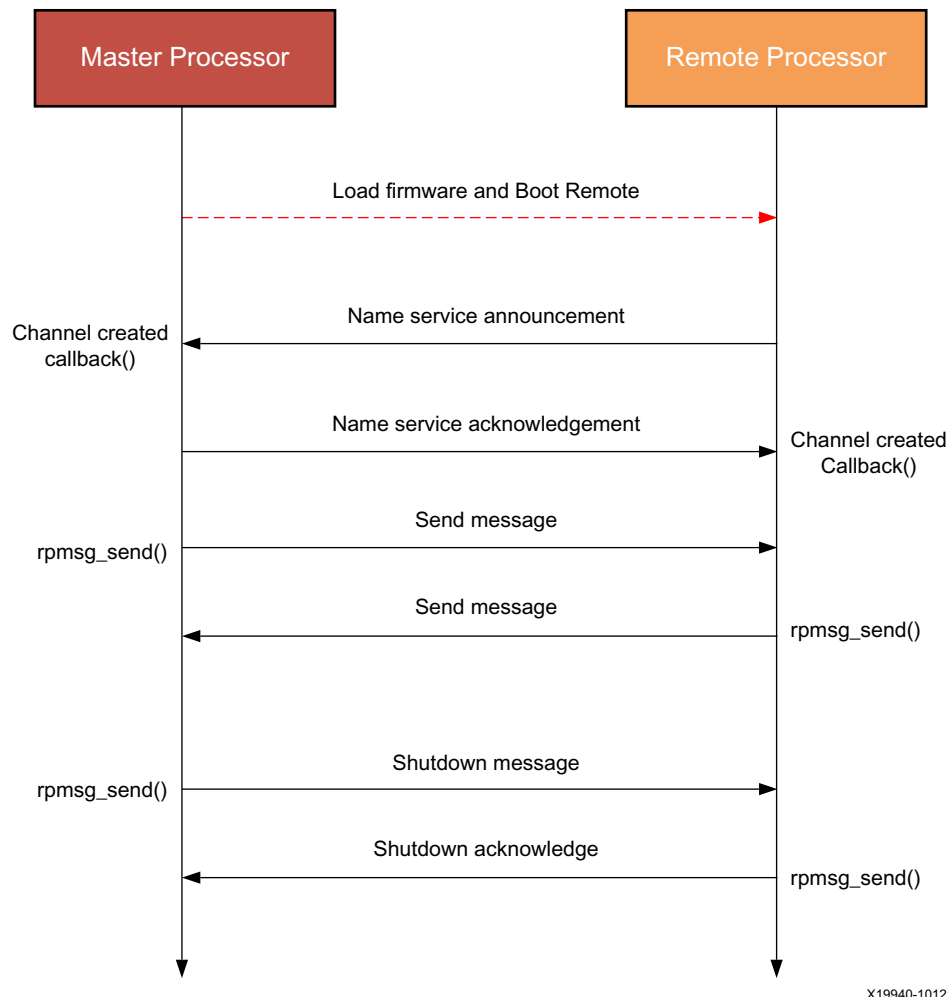 Master Processor
Remote Processor
Load firmware and Boot Remote
Name service announcement
Channel created
callback()
Name service acknowledgement
Channel created
Callback()
Send message
rpmsg_send()
Send message
rpmsg_send()
Shutdown message
rpmsg_send()
Shutdown acknowledge
rpmsg_send()
X19940-1012